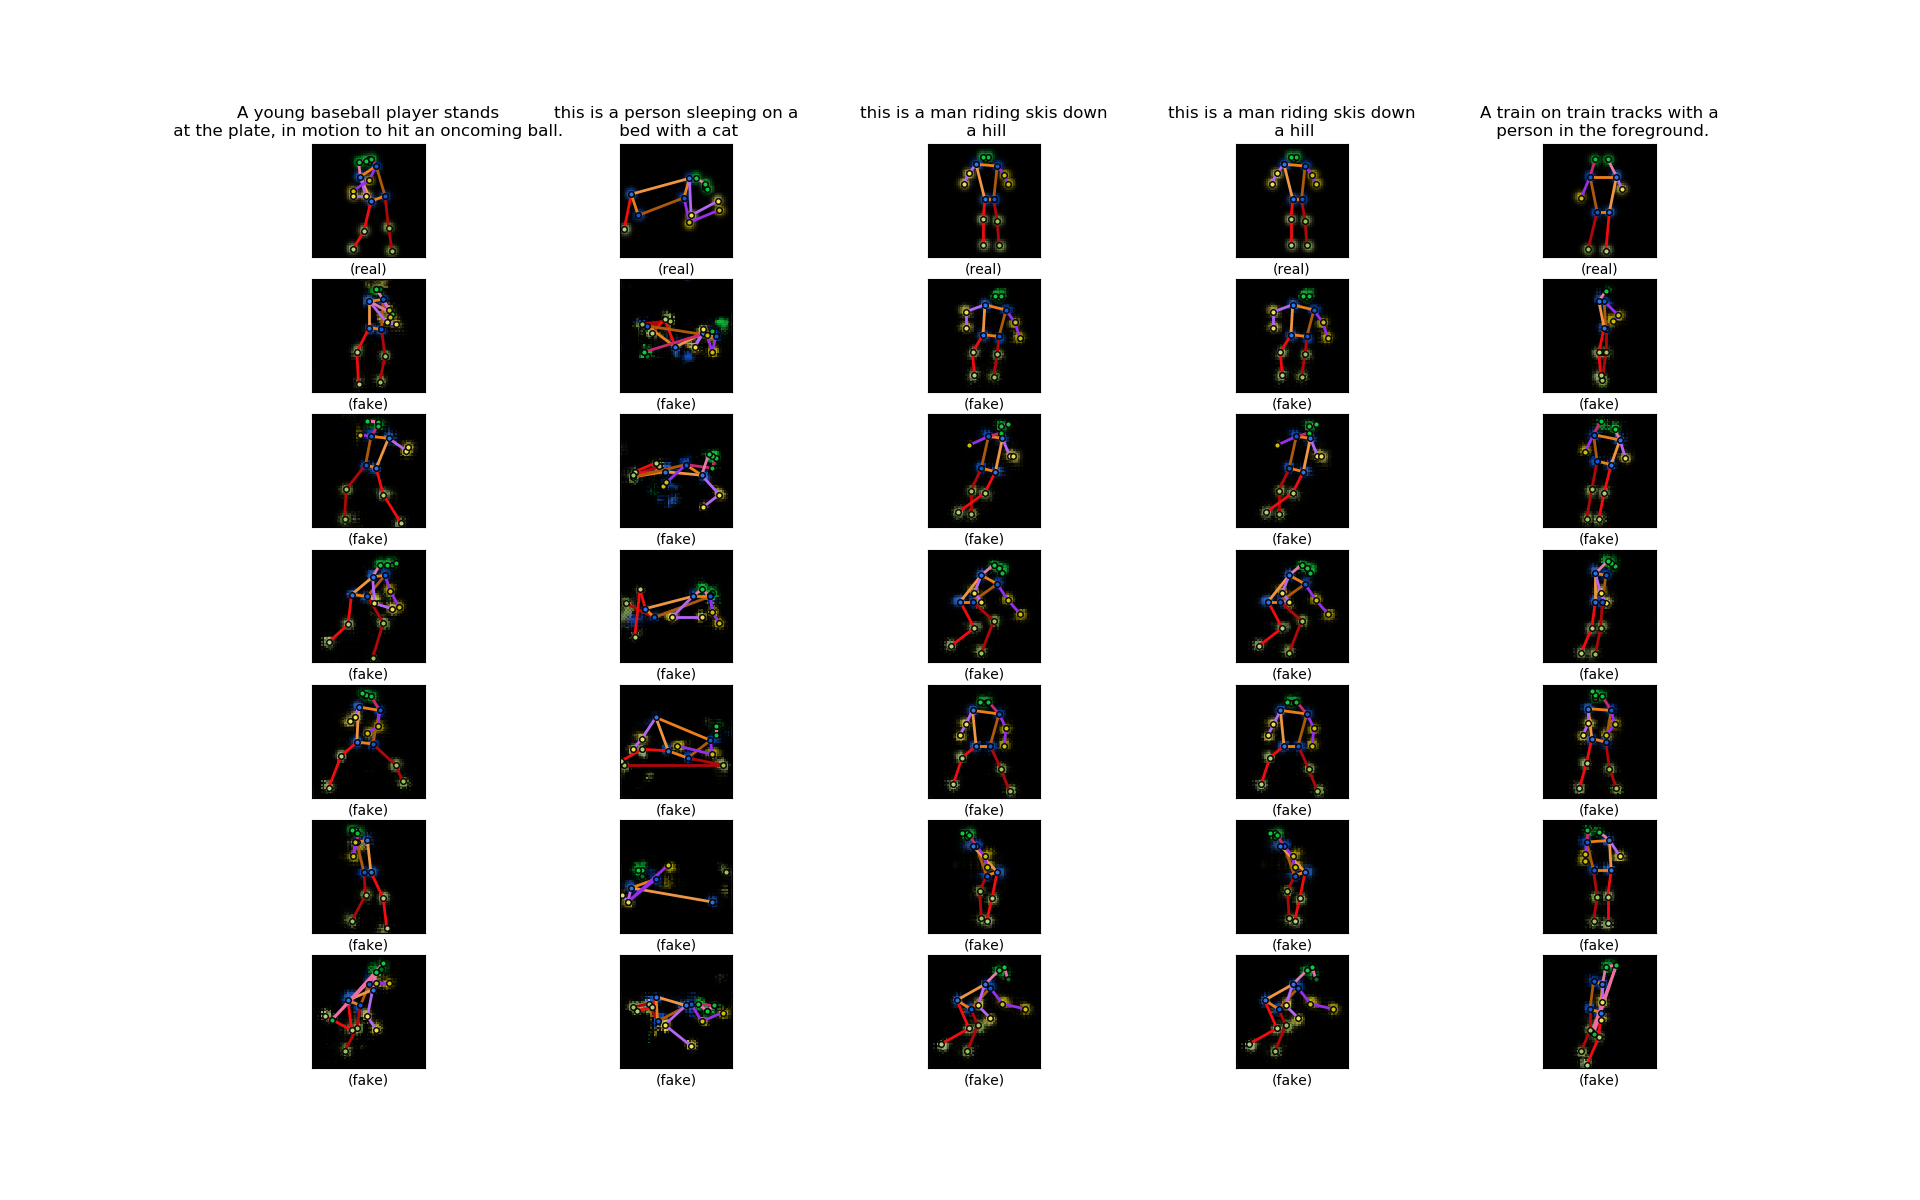 A young baseball player stands
at the plate, in motion to hit an oncoming ball.
this is a person sleeping on a
bed with a cat
this is a man riding skis down
a hill
this is a man riding skis down
a hill
A train on train tracks with a
person in the foreground.
(real) (real) (real) (real) (real)
(fake) (fake) (fake) (fake) (fake)
(fake) (fake) (fake) (fake) (fake)
(fake) (fake) (fake) (fake) (fake)
(fake) (fake) (fake) (fake) (fake)
(fake) (fake) (fake) (fake) (fake)
(fake) (fake) (fake) (fake) (fake)